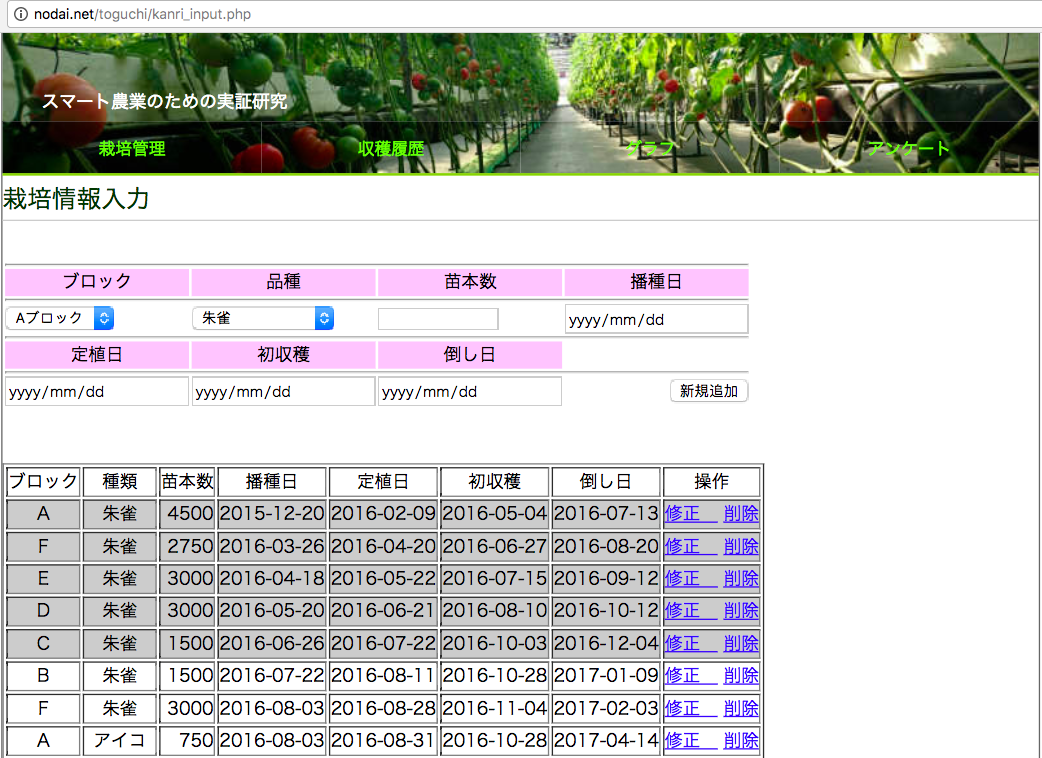 nodai.net/toguchi/kanri_input.php
スマート農業のための実証研究
栽培管理 収穫履歴 グラフ アンケート
栽培情報入力
ブロック 品種 苗本数 播種日
Aブロック 朱雀 yyyy/mm/dd
定植日 初収穫 倒し日
yyyy/mm/dd yyyy/mm/dd yyyy/mm/dd 新規追加
ブロック 種類 苗本数 播種日 定植日 初収穫 倒し日 操作
A 朱雀 4500 2015-12-20 2016-02-09 2016-05-04 2016-07-13 修正 削除
F 朱雀 2750 2016-03-26 2016-04-20 2016-06-27 2016-08-20 修正 削除
E 朱雀 3000 2016-04-18 2016-05-22 2016-07-15 2016-09-12 修正 削除
D 朱雀 3000 2016-05-20 2016-06-21 2016-08-10 2016-10-12 修正 削除
C 朱雀 1500 2016-06-26 2016-07-22 2016-10-03 2016-12-04 修正 削除
B 朱雀 1500 2016-07-22 2016-08-11 2016-10-28 2017-01-09 修正 削除
F 朱雀 3000 2016-08-03 2016-08-28 2016-11-04 2017-02-03 修正 削除
A アイコ 750 2016-08-03 2016-08-31 2016-10-28 2017-04-14 修正 削除